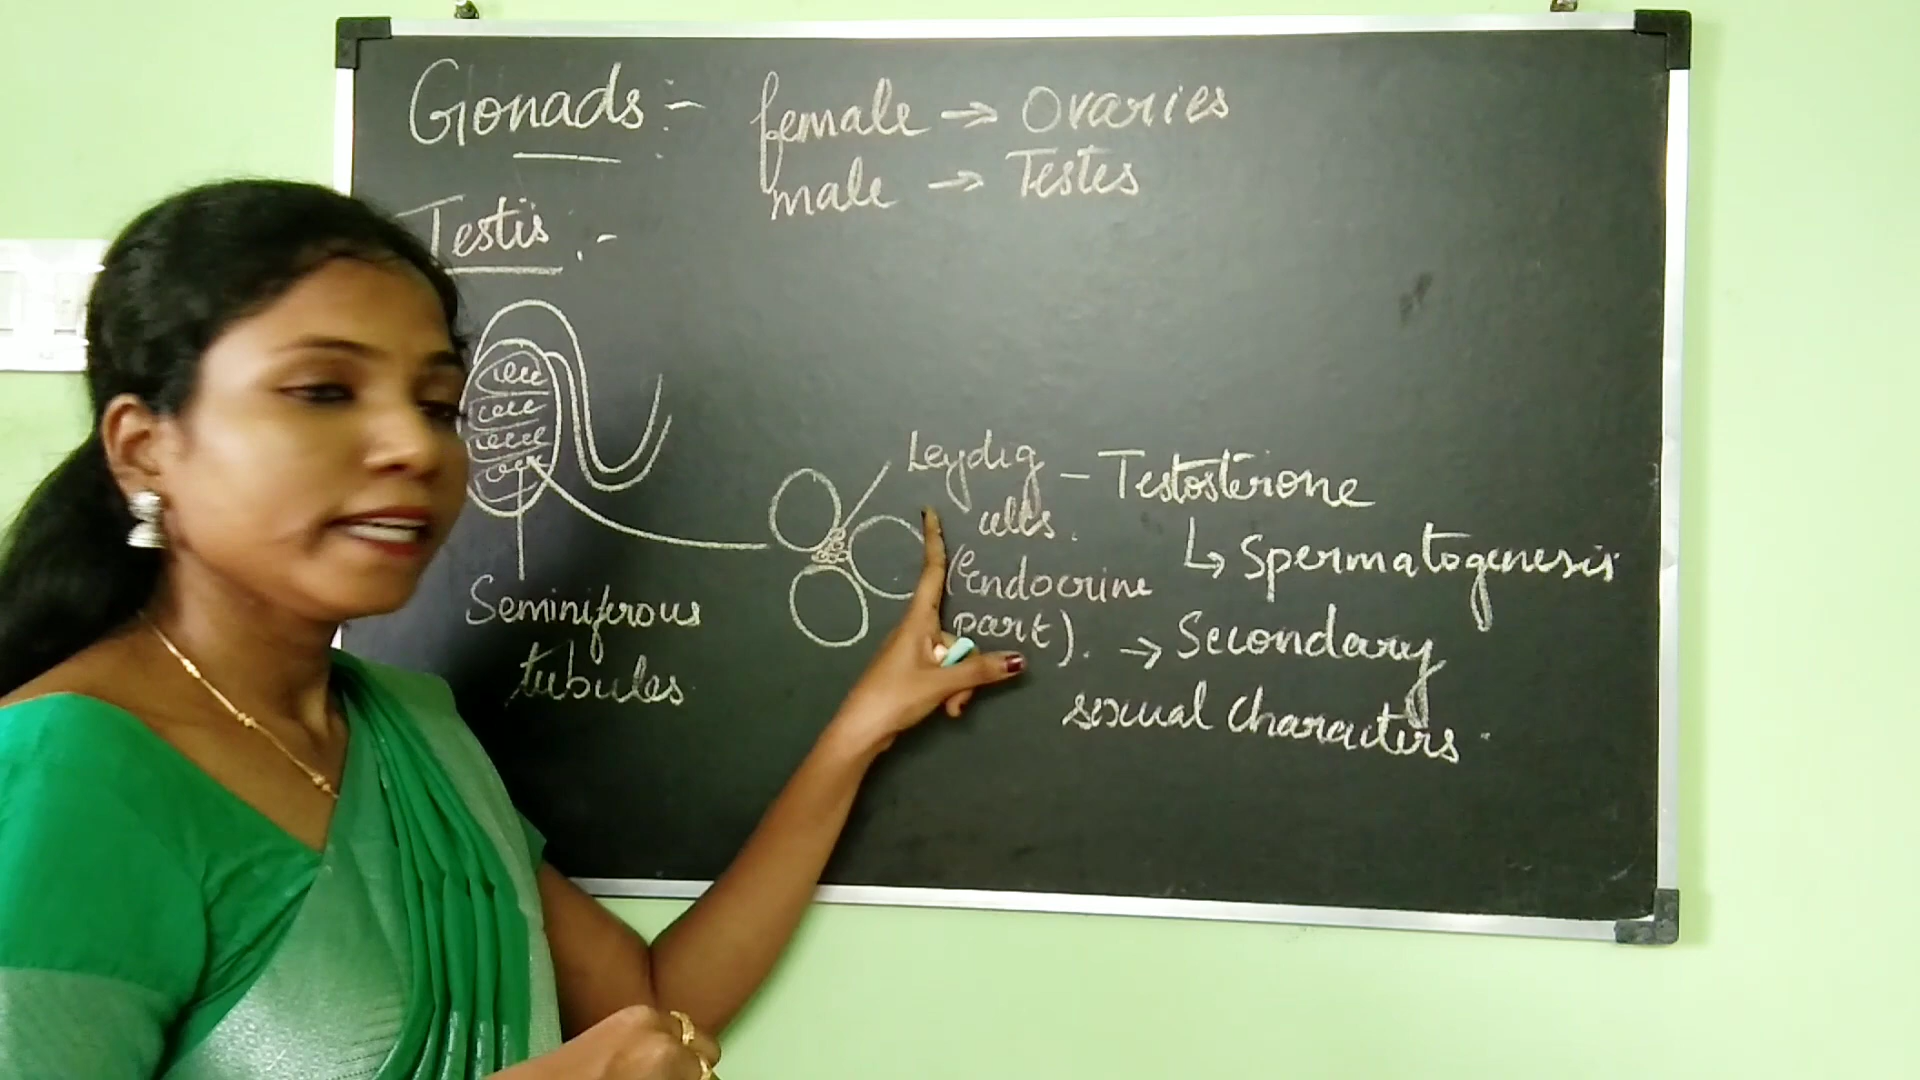 Gonads :- female → Ovaries
male → Testes
Testis :-
Leydig - Testosterone
cells.
↳ Spermatogenesis
(endocrine
part).
→ Secondary
sexual characters.
Seminiferous
tubules